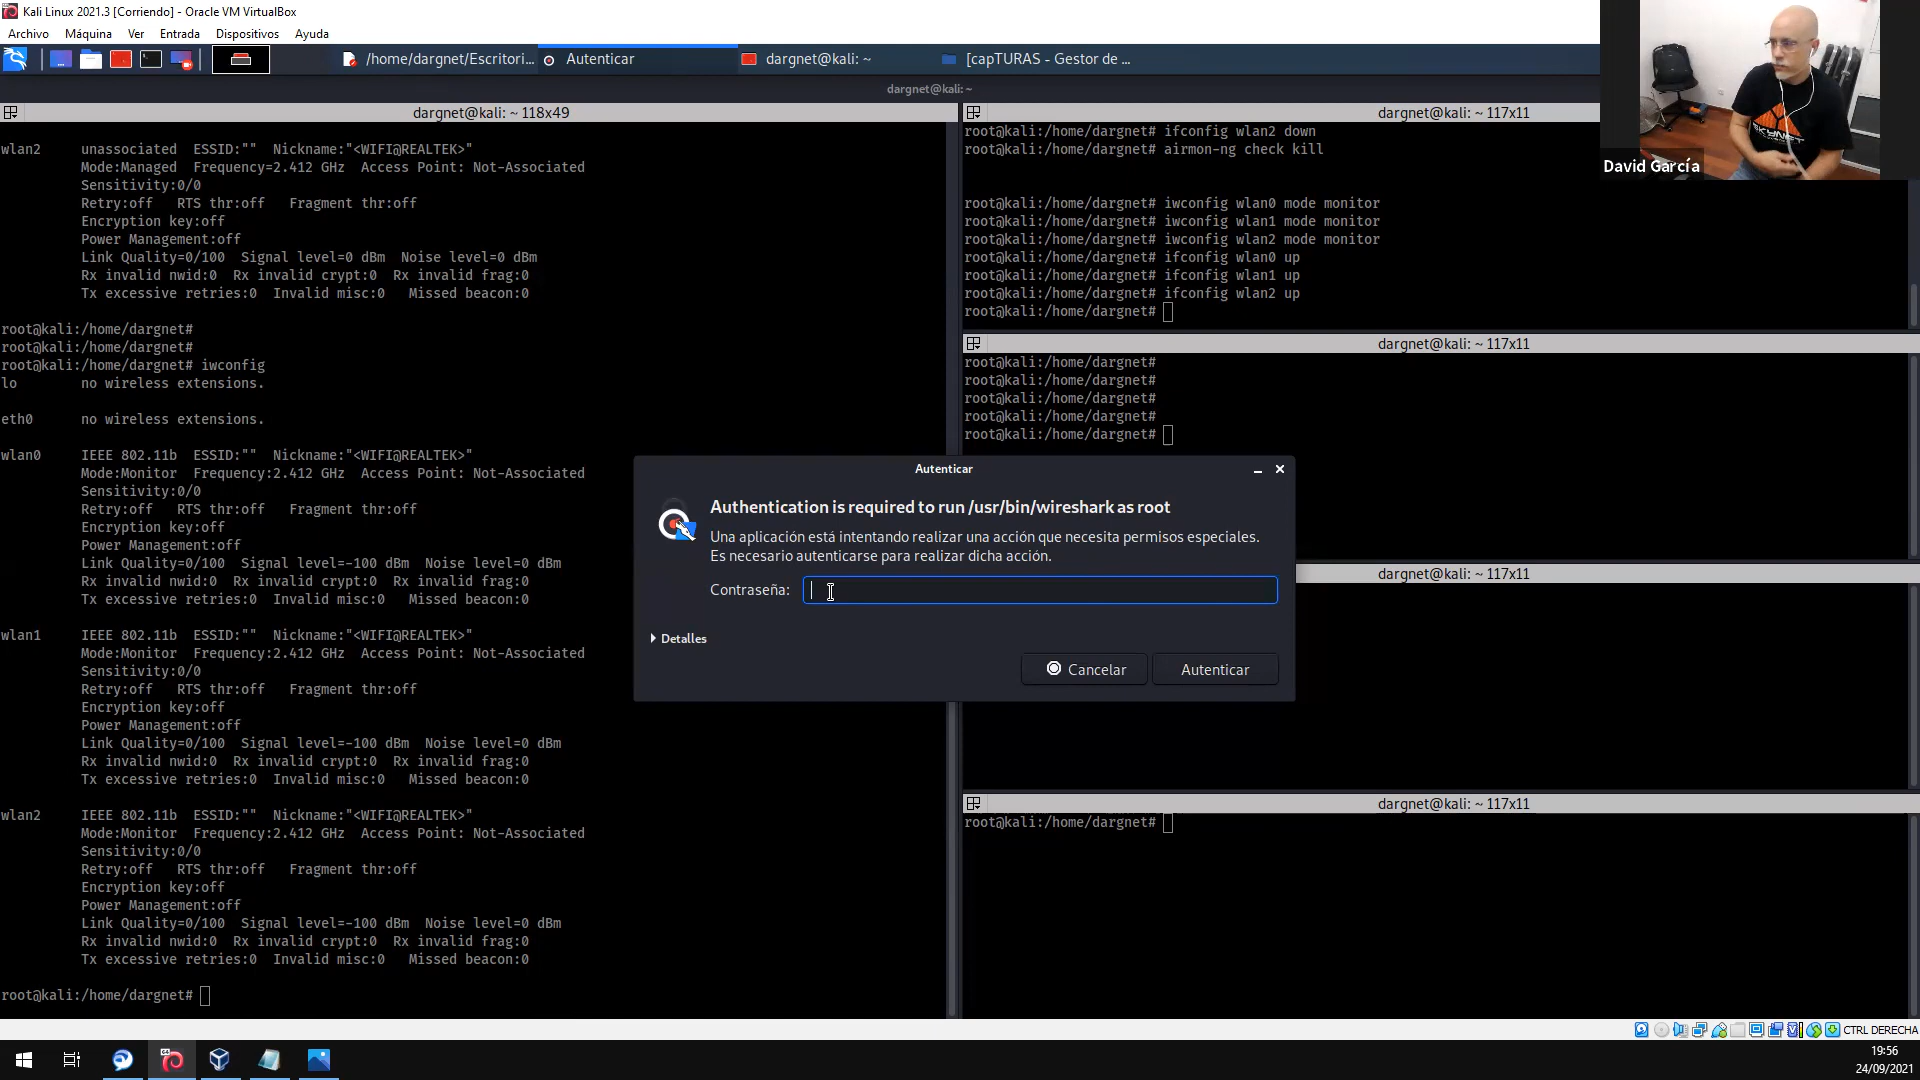 Kali Linux 2021.3 [Corriendo] - Oracle VM VirtualBox
Archivo Máquina Ver Entrada Dispositivos Ayuda
/home/dargnet/Escritori... Autenticar dargnet@kali: ~ [capTURAS - Gestor de ...
dargnet@kali: ~
dargnet@kali: ~ 118x49
wlan2 unassociated ESSID:"" Nickname:"<WIFI@REALTEK>"
Mode:Managed Frequency=2.412 GHz Access Point: Not-Associated
Sensitivity:0/0
Retry:off RTS thr:off Fragment thr:off
Encryption key:off
Power Management:off
Link Quality=0/100 Signal level=0 dBm Noise level=0 dBm
Rx invalid nwid:0 Rx invalid crypt:0 Rx invalid frag:0
Tx excessive retries:0 Invalid misc:0 Missed beacon:0
root@kali:/home/dargnet#
root@kali:/home/dargnet#
root@kali:/home/dargnet# iwconfig
lo no wireless extensions.
eth0 no wireless extensions.
wlan0 IEEE 802.11b ESSID:"" Nickname:"<WIFI@REALTEK>"
Mode:Monitor Frequency:2.412 GHz Access Point: Not-Associated
Sensitivity:0/0
Retry:off RTS thr:off Fragment thr:off
Encryption key:off
Power Management:off
Link Quality=0/100 Signal level=-100 dBm Noise level=0 dBm
Rx invalid nwid:0 Rx invalid crypt:0 Rx invalid frag:0
Tx excessive retries:0 Invalid misc:0 Missed beacon:0
wlan1 IEEE 802.11b ESSID:"" Nickname:"<WIFI@REALTEK>"
Mode:Monitor Frequency:2.412 GHz Access Point: Not-Associated
Sensitivity:0/0
Retry:off RTS thr:off Fragment thr:off
Encryption key:off
Power Management:off
Link Quality=0/100 Signal level=-100 dBm Noise level=0 dBm
Rx invalid nwid:0 Rx invalid crypt:0 Rx invalid frag:0
Tx excessive retries:0 Invalid misc:0 Missed beacon:0
wlan2 IEEE 802.11b ESSID:"" Nickname:"<WIFI@REALTEK>"
Mode:Monitor Frequency:2.412 GHz Access Point: Not-Associated
Sensitivity:0/0
Retry:off RTS thr:off Fragment thr:off
Encryption key:off
Power Management:off
Link Quality=0/100 Signal level=-100 dBm Noise level=0 dBm
Rx invalid nwid:0 Rx invalid crypt:0 Rx invalid frag:0
Tx excessive retries:0 Invalid misc:0 Missed beacon:0
root@kali:/home/dargnet#
dargnet@kali: ~ 117x11
root@kali:/home/dargnet# ifconfig wlan2 down
root@kali:/home/dargnet# airmon-ng check kill
root@kali:/home/dargnet# iwconfig wlan0 mode monitor
root@kali:/home/dargnet# iwconfig wlan1 mode monitor
root@kali:/home/dargnet# iwconfig wlan2 mode monitor
root@kali:/home/dargnet# ifconfig wlan0 up
root@kali:/home/dargnet# ifconfig wlan1 up
root@kali:/home/dargnet# ifconfig wlan2 up
root@kali:/home/dargnet#
dargnet@kali: ~ 117x11
root@kali:/home/dargnet#
root@kali:/home/dargnet#
root@kali:/home/dargnet#
root@kali:/home/dargnet#
root@kali:/home/dargnet#
dargnet@kali: ~ 117x11
dargnet@kali: ~ 117x11
root@kali:/home/dargnet#
Autenticar
Authentication is required to run /usr/bin/wireshark as root
Una aplicación está intentando realizar una acción que necesita permisos especiales.
Es necesario autenticarse para realizar dicha acción.
Contraseña:
Detalles
Cancelar Autenticar
SKYNET
David García
CTRL DERECHA
19:56
24/09/2021